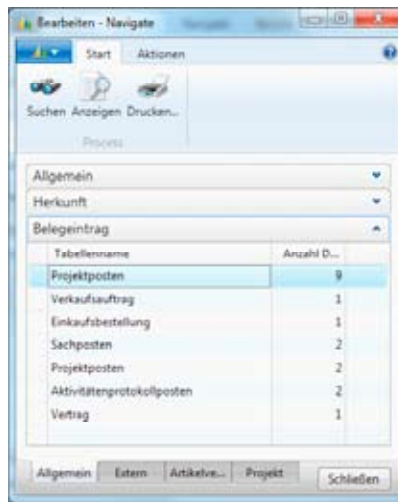 Bearbeiten - Navigate
Start Aktionen
Suchen Anzeigen Drucken...
Process
Allgemein
Herkunft
Belegeintrag
Tabellenname Anzahl D...
Projektposten 9
Verkaufsauftrag 1
Einkaufsbestellung 1
Sachposten 2
Projektposten 2
Aktivitätenprotokollposten 2
Vertrag 1
Allgemein Extern Artikelve... Projekt Schließen